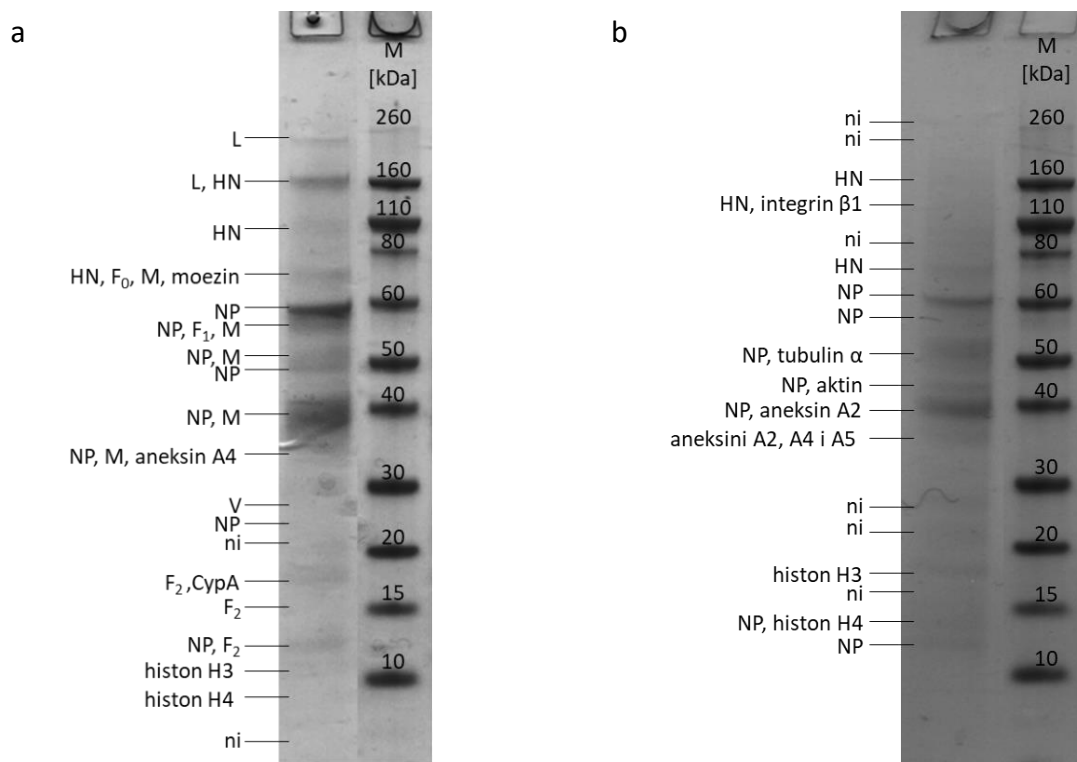 a
M
[kDa]
260
L
160
L, HN
110
HN
80
HN, F₀, M, moezin
60
NP
NP, F₁, M
NP, M
50
NP
40
NP, M
NP, M, aneksin A4
30
V
NP
20
ni
F₂ ,CypA
15
F₂
NP, F₂
10
histon H3
histon H4
ni
b
M
[kDa]
260
ni
ni
160
HN
HN, integrin β1
110
ni
80
HN
NP
60
NP
NP, tubulin α
50
NP, aktin
40
NP, aneksin A2
aneksini A2, A4 i A5
30
ni
ni
20
histon H3
ni
15
NP, histon H4
NP
10